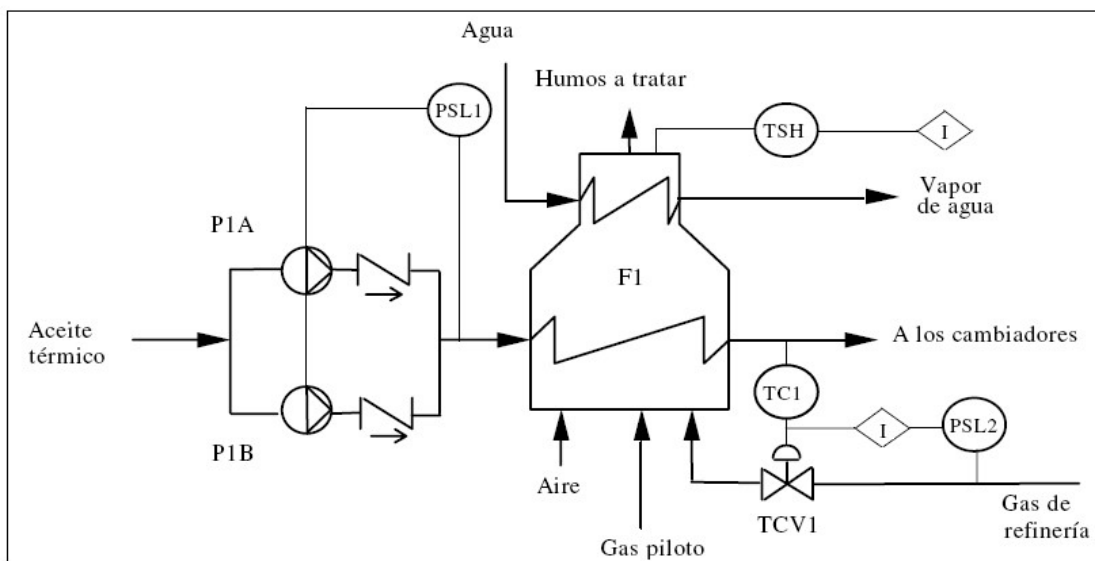 Agua
Humos a tratar
PSL1
TSH
I
Vapor
de agua
P1A
F1
Aceite
térmico
A los cambiadores
TC1
I
PSL2
P1B
Aire
TCV1
Gas de
refinería
Gas piloto